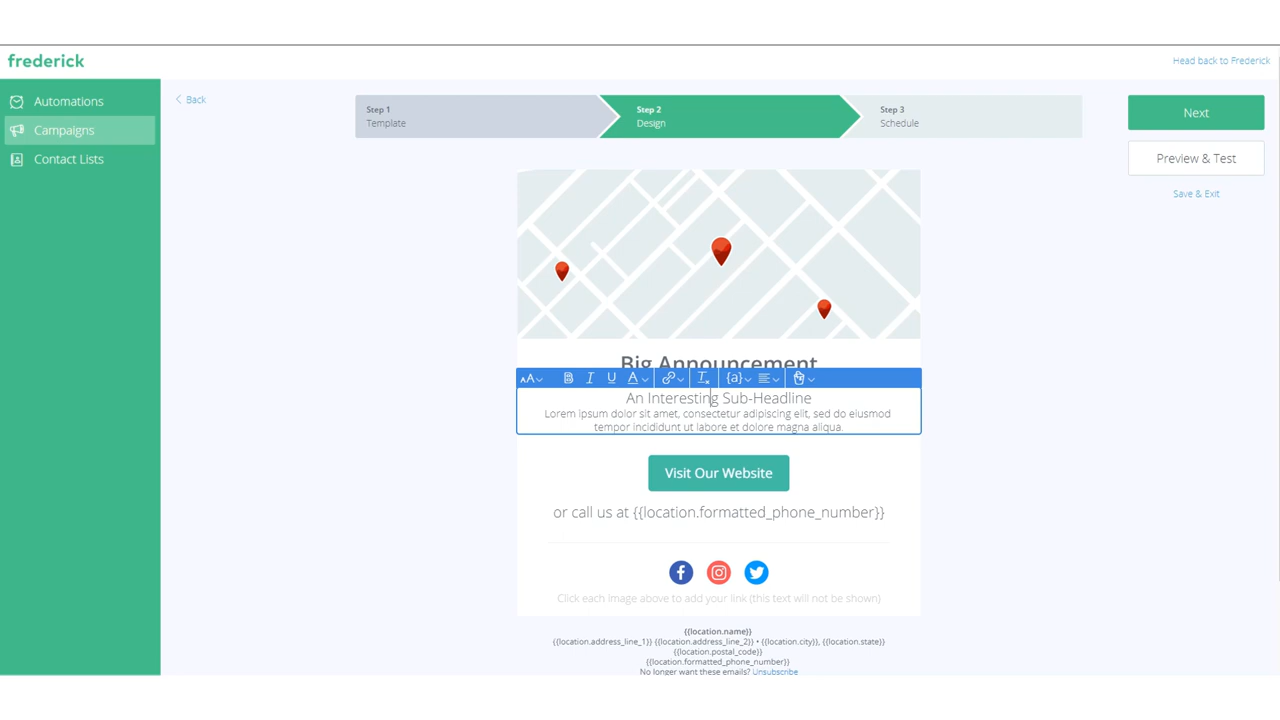 frederick
Head back to Frederick
Automations
Campaigns
Contact Lists
Back
Step 1
Template
Step 2
Design
Step 3
Schedule
Next
Preview & Test
Save & Exit
Big Announcement
An Interesting Sub-Headline
Lorem ipsum dolor sit amet, consectetur adipiscing elit, sed do eiusmod
tempor incididunt ut labore et dolore magna aliqua.
Visit Our Website
or call us at {{location.formatted_phone_number}}
Click each image above to add your link (this text will not be shown)
{{location.name}}
{{location.address_line_1}} {{location.address_line_2}} • {{location.city}}, {{location.state}}
{{location.postal_code}}
{{location.formatted_phone_number}}
No longer want these emails? Unsubscribe